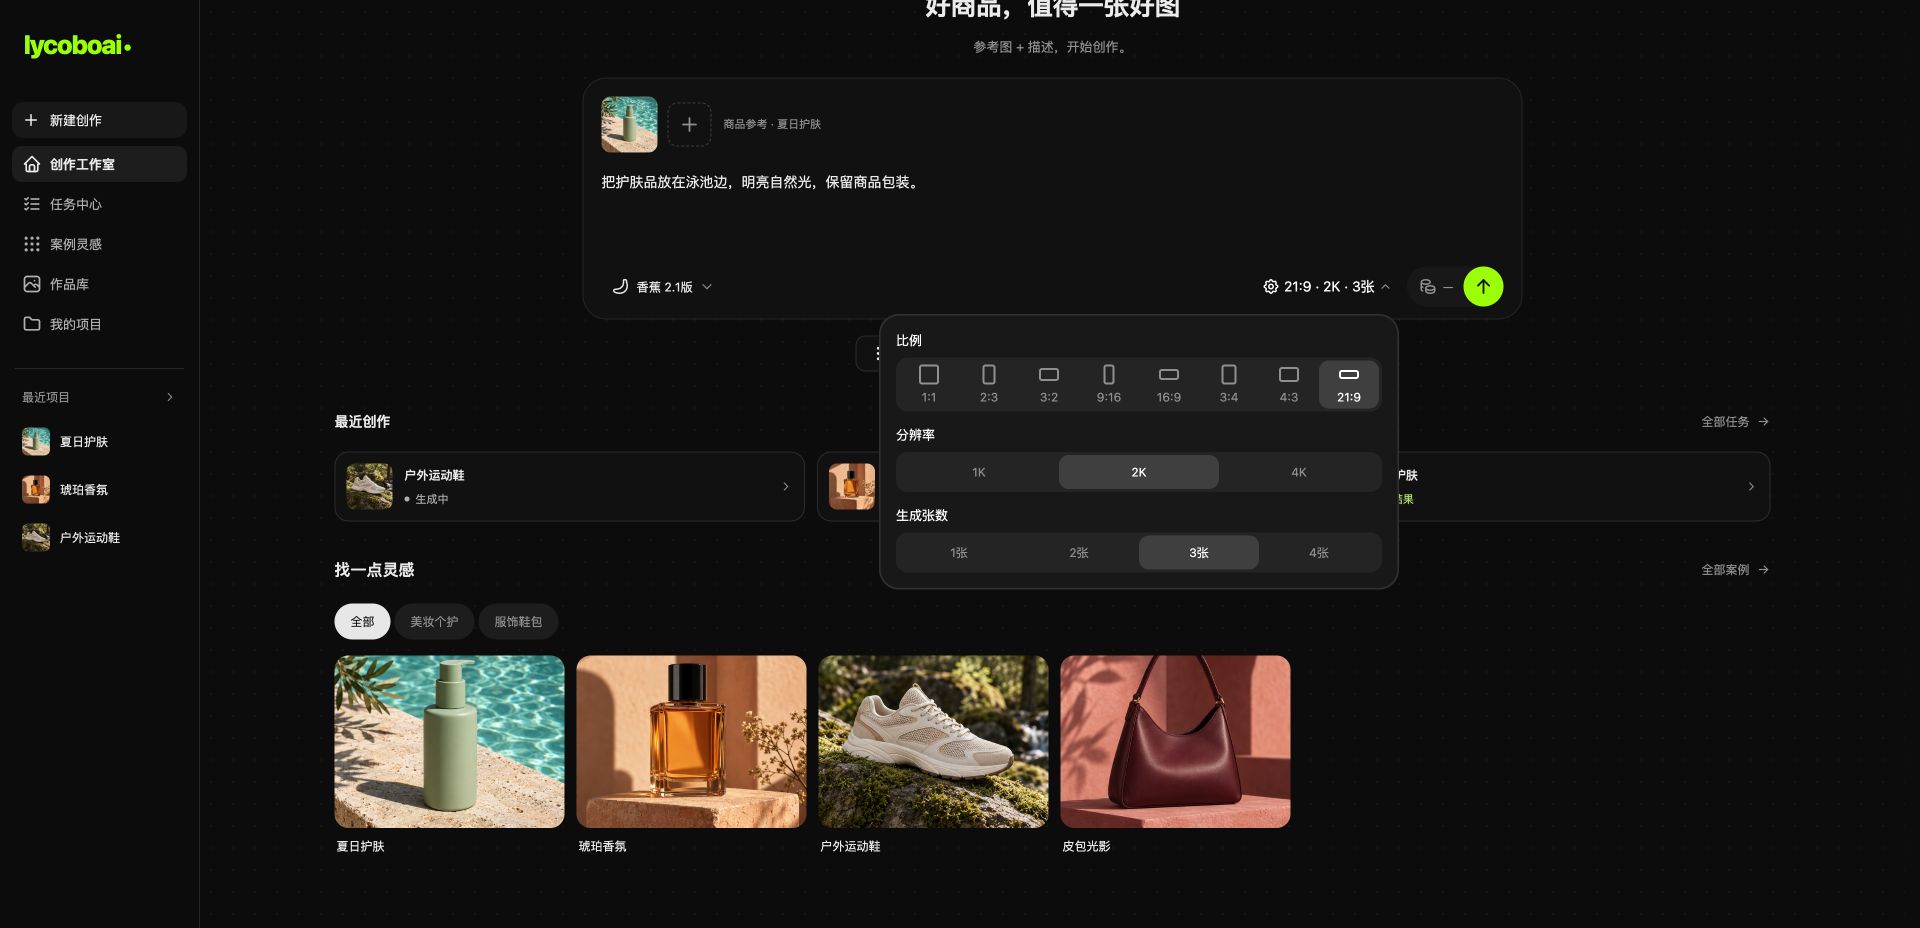 lycoboai
新建创作
创作工作室
任务中心
案例灵感
作品库
我的项目
最近项目
夏日护肤
琥珀香氛
户外运动鞋
好商品，值得一张好图
参考图 + 描述，开始创作。
商品参考 · 夏日护肤
把护肤品放在泳池边，明亮自然光，保留商品包装。
香蕉 2.1版
21:9 · 2K · 3张
比例
1:1
2:3
3:2
9:16
16:9
3:4
4:3
21:9
分辨率
1K
2K
4K
生成张数
1张
2张
3张
4张
最近创作
全部任务
户外运动鞋
生成中
护肤
结果
找一点灵感
全部案例
全部
美妆个护
服饰鞋包
夏日护肤
琥珀香氛
户外运动鞋
皮包光影